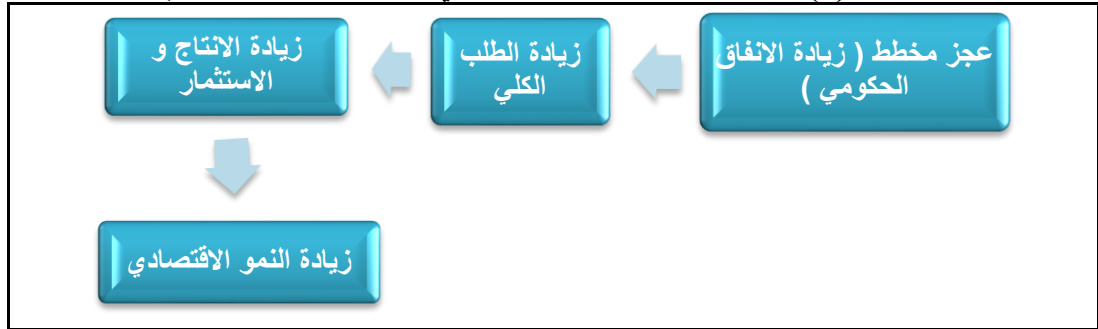 عجز مخطط ( زيادة الانفاق
الحكومي )
زيادة الطلب
الكلي
زيادة الانتاج و
الاستثمار
زيادة النمو الاقتصادي